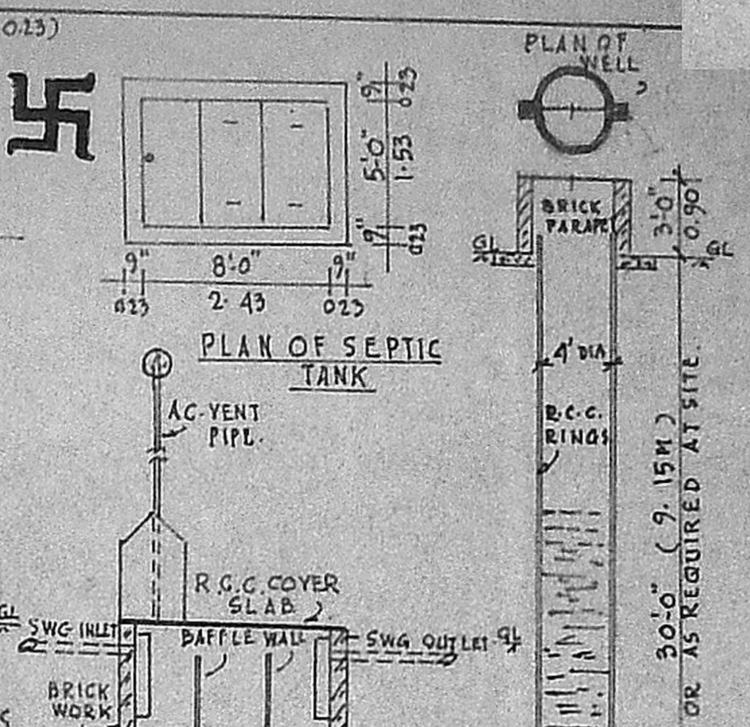 0.23)
PLAN OF
WELL
9" 0.23
5'-0" 1.53
9" 0.23
9" 8'-0" 9"
0.23 2.43 0.23
PLAN OF SEPTIC
TANK
BRICK
PARAPET
3'-0"
0.90
GL
GL
4' DIA
R.C.C.
RINGS
30'-0" (9.15M)
OR AS REQUIRED AT SITE.
A.C. VENT
PIPE.
R.C.C. COVER
SLAB
GL
SWG INLET
BAFFLE WALL
SWG OUTLET GL
BRICK
WORK